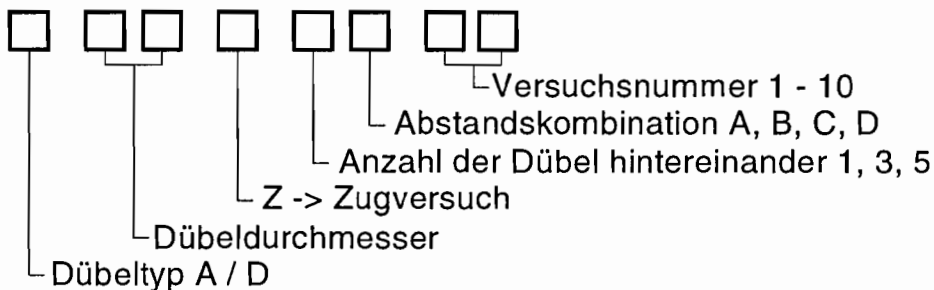 Versuchsnummer 1 - 10
Abstandskombination A, B, C, D
Anzahl der Dübel hintereinander 1, 3, 5
Z -> Zugversuch
Dübeldurchmesser
Dübeltyp A / D